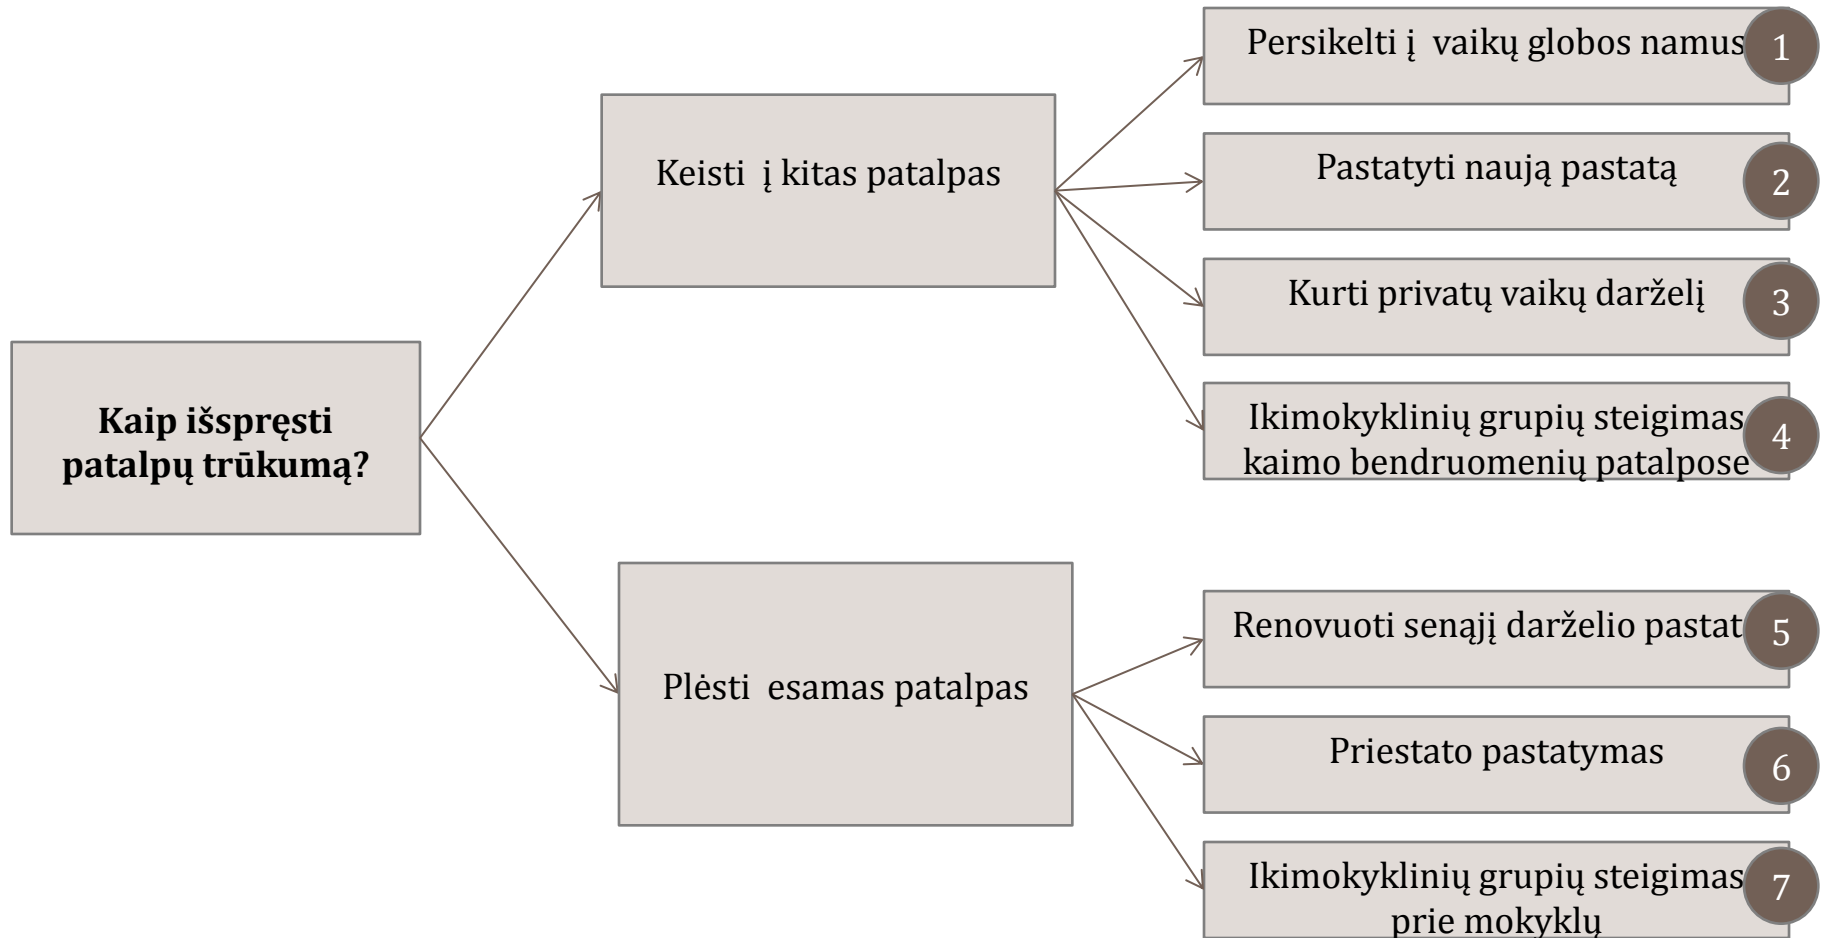 Persikelti į vaikų globos namus
1
Keisti į kitas patalpas
Pastatyti naują pastatą
2
Kurti privatų vaikų darželį
3
Kaip išspręsti
patalpų trūkumą?
Ikimokyklinių grupių steigimas
kaimo bendruomenių patalpose
4
Plėsti esamas patalpas
Renovuoti senąjį darželio pastat
5
Priestato pastatymas
6
Ikimokyklinių grupių steigimas
prie mokyklų
7